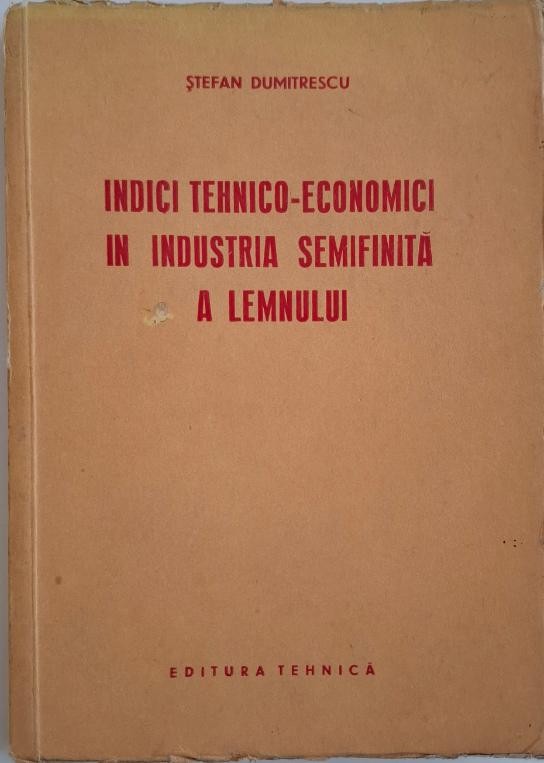 ŞTEFAN DUMITRESCU
INDICI TEHNICO-ECONOMICI
IN INDUSTRIA SEMIFINITĂ
A LEMNULUI
EDITURA TEHNICĂ